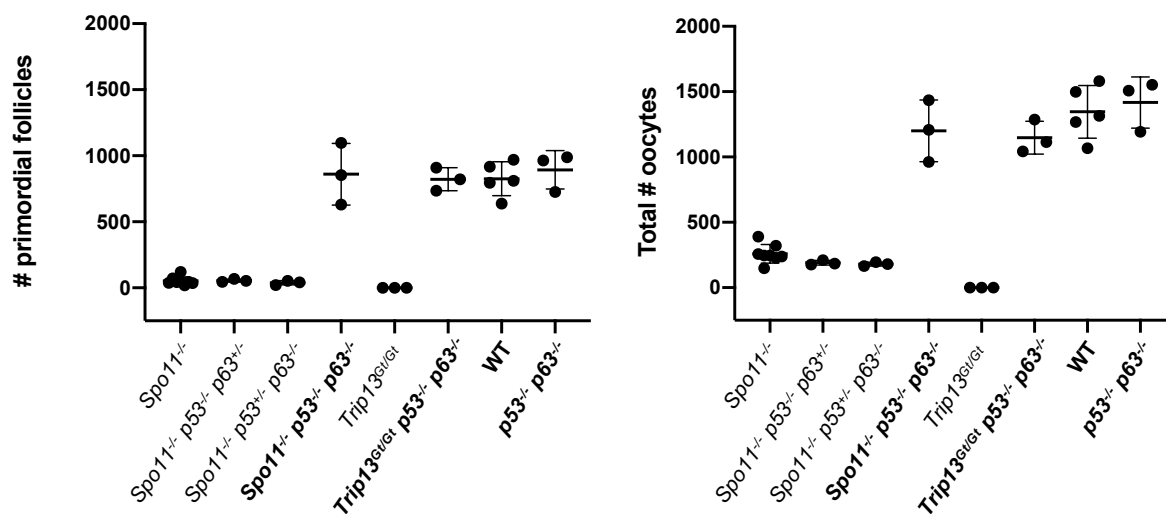 # primordial follicles
2000
1500
1000
500
0
Spo11-/-
Spo11-/- p53-/- p63+/-
Spo11-/- p53+/- p63-/-
Spo11-/- p53-/- p63-/-
Trip13Gt/Gt
Trip13Gt/Gt p53-/- p63-/-
WT
p53-/- p63-/-
Total # oocytes
2000
1500
1000
500
0
Spo11-/-
Spo11-/- p53-/- p63+/-
Spo11-/- p53+/- p63-/-
Spo11-/- p53-/- p63-/-
Trip13Gt/Gt
Trip13Gt/Gt p53-/- p63-/-
WT
p53-/- p63-/-